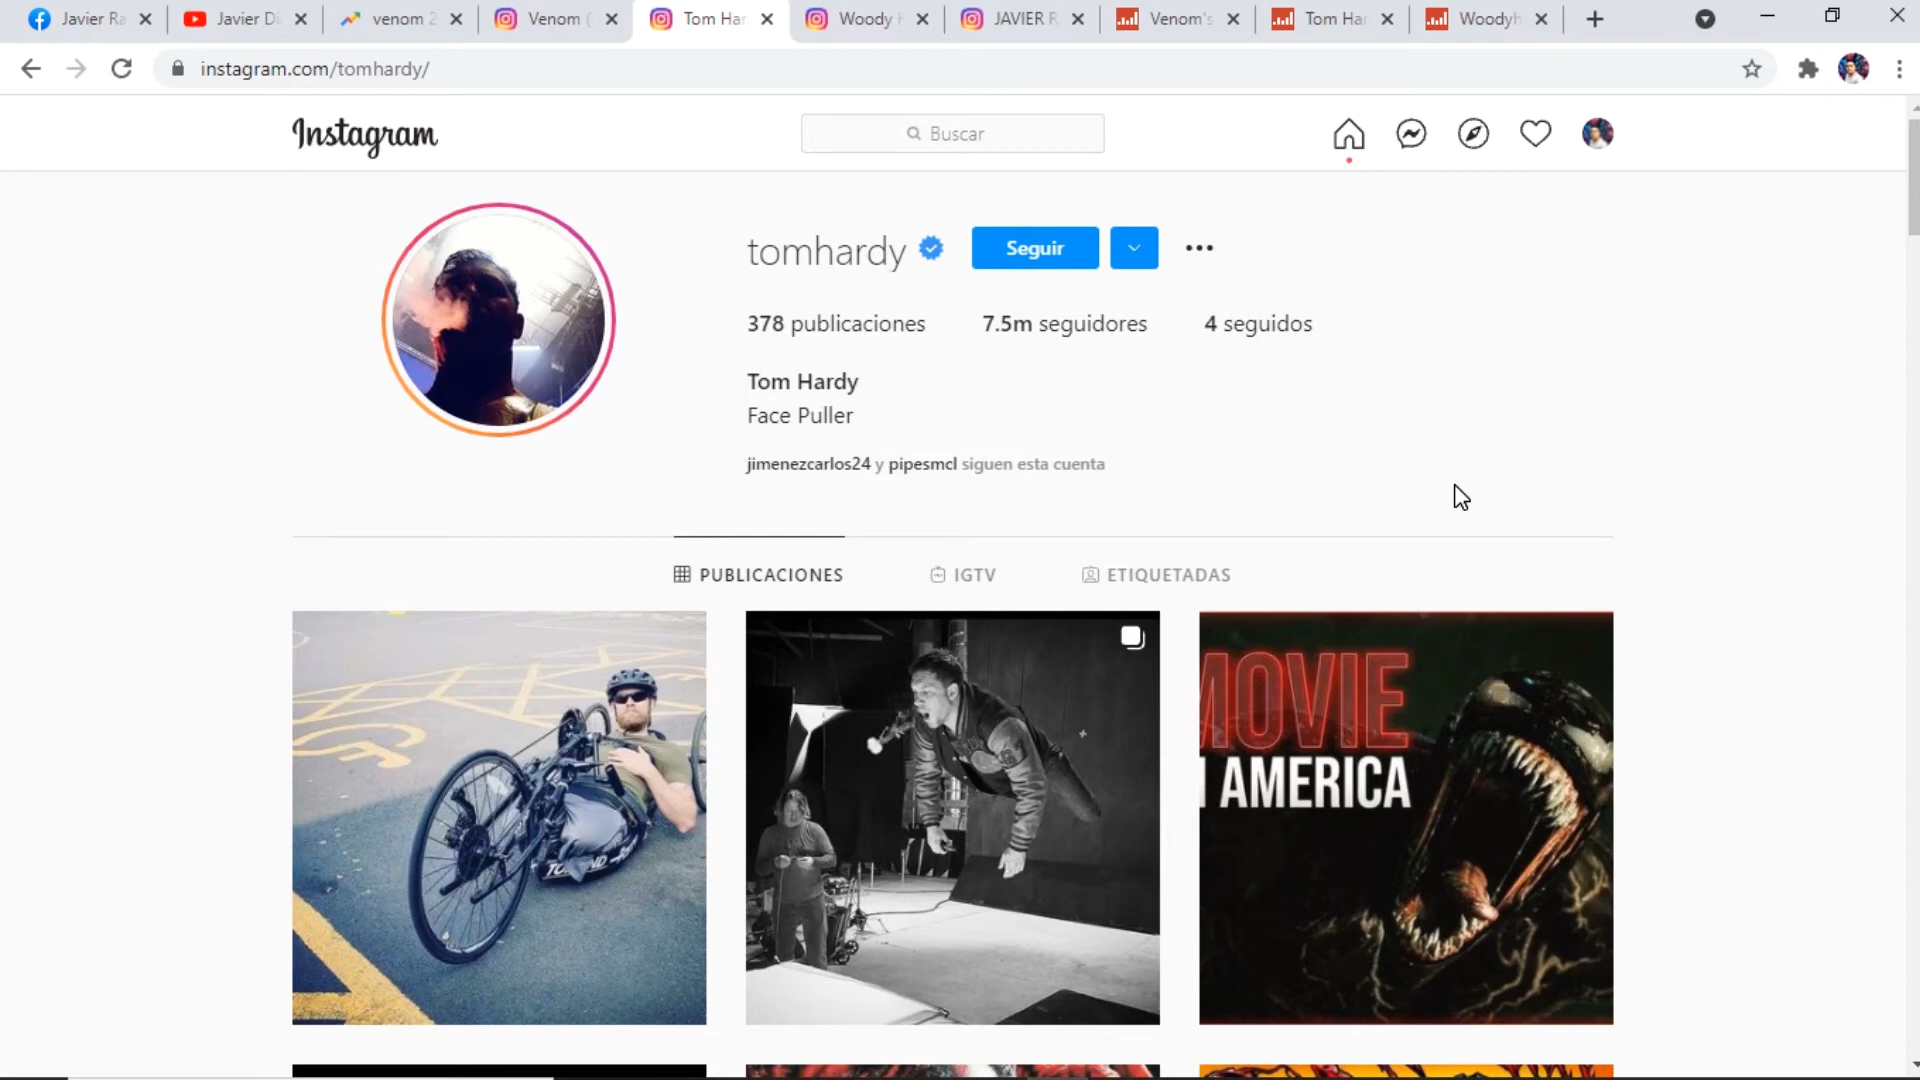 Javier Ra
Javier Di
venom 2
Venom (
Tom Har
Woody H
JAVIER R
Venom's
Tom Har
Woodyh
instagram.com/tomhardy/
Instagram
Buscar
tomhardy
Seguir
378 publicaciones 7.5m seguidores 4 seguidos
Tom Hardy
Face Puller
jimenezcarlos24 y pipesmcl siguen esta cuenta
PUBLICACIONES IGTV ETIQUETADAS
MOVIE
AMERICA